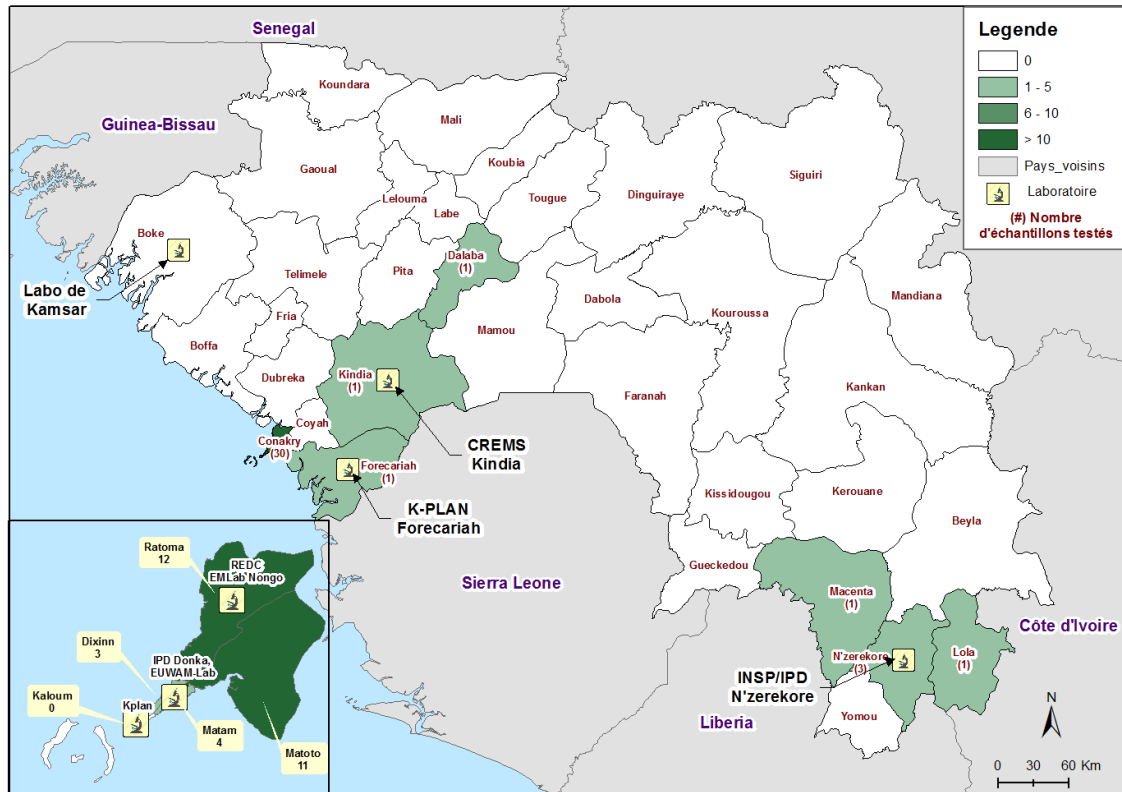 Senegal
Legende
0
1 - 5
6 - 10
> 10
Pays_voisins
Laboratoire
(#) Nombre
d'échantillons testés
Guinea-Bissau
Koundara
Mali
Gaoual
Koubia
Siguiri
Lelouma
Tougue
Dinguiraye
Labe
Boke
Dalaba
(1)
Telimele
Pita
Labo de
Kamsar
Mandiana
Dabola
Kouroussa
Fria
Mamou
Boffa
Dubreka
Kindia
(1)
Kankan
Faranah
Coyah
Conakry
(30)
CREMS
Kindia
Forecariah
(1)
Kissidougou
Kerouane
K-PLAN
Forecariah
Beyla
Gueckedou
Sierra Leone
Macenta
(1)
Côte d'Ivoire
N'zerekore
(3)
Lola
(1)
INSP/IPD
N'zerekore
Liberia
Yomou
Ratoma
12
REDC
EMLab Nongo
Dixinn
3
IPD Donka,
EUWAM-Lab
Kaloum
0
Kplan
Matam
4
Matoto
11
N
0 30 60 Km